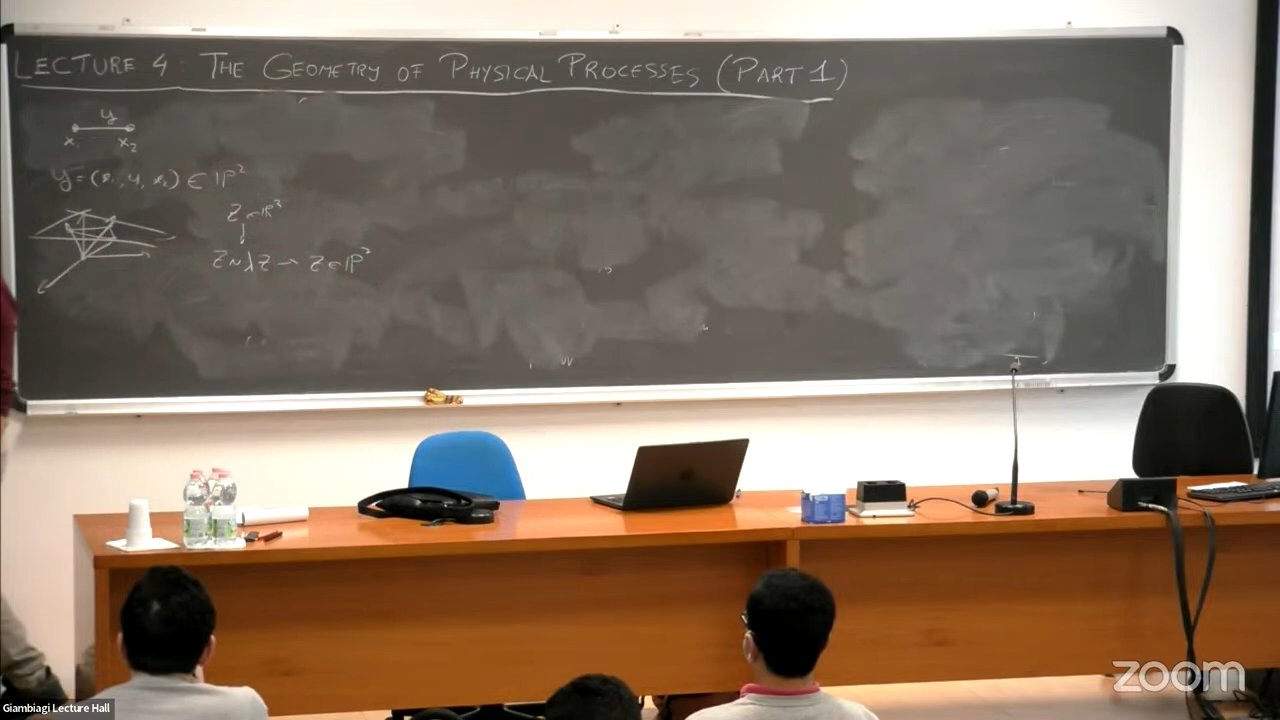 LECTURE 4: THE GEOMETRY OF PHYSICAL PROCESSES (PART 1)
y
x₁ x₂
Y=(x₁, y, x₂) ∈ ℙ²
Z ∈ ℝ³
↓
Z~λZ → Z ∈ ℙ²
zoom
Giambiagi Lecture Hall